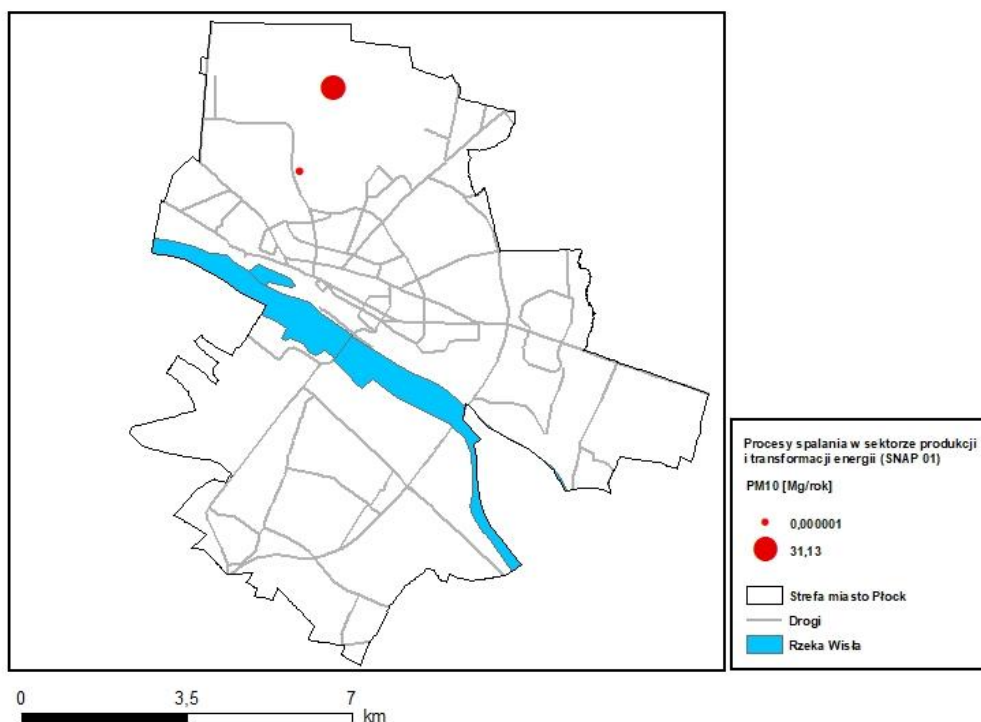 Procesy spalania w sektorze produkcji
i transformacji energii (SNAP 01)
PM10 [Mg/rok]
0,000001
31,13
Strefa miasto Płock
Drogi
Rzeka Wisła
0 3,5 7
km